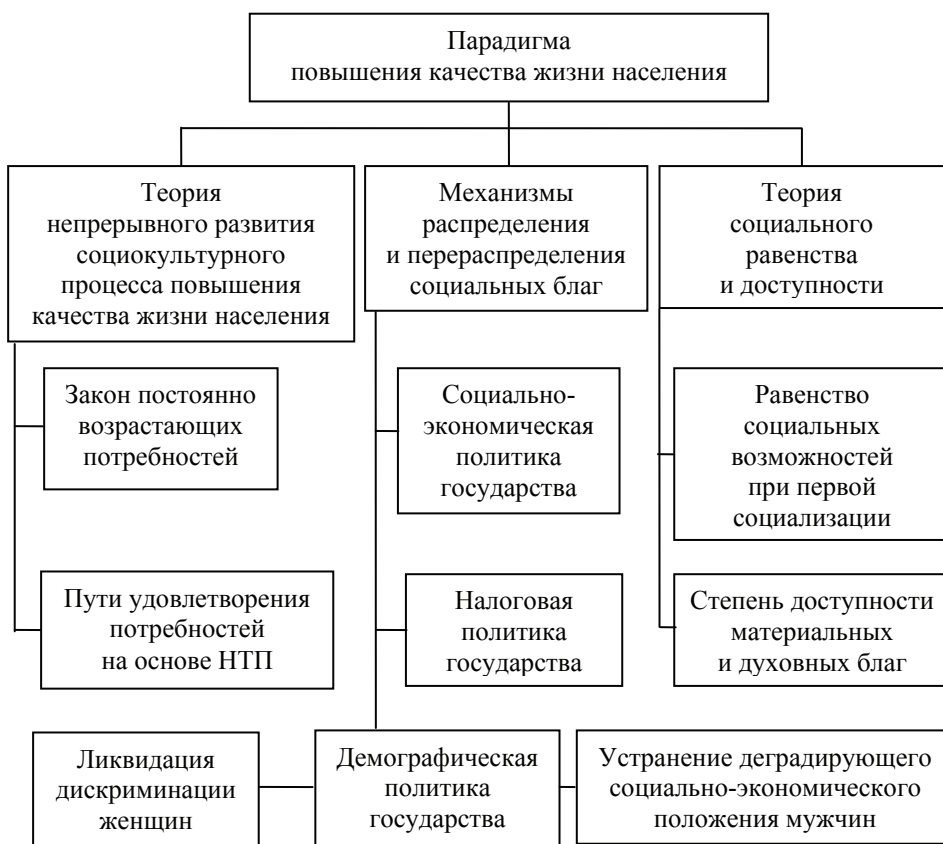 Парадигма
повышения качества жизни населения
Теория
непрерывного развития
социокультурного
процесса повышения
качества жизни населения
Механизмы
распределения
и перераспределения
социальных благ
Теория
социального
равенства
и доступности
Закон постоянно
возрастающих
потребностей
Социально-
экономическая
политика
государства
Равенство
социальных
возможностей
при первой
социализации
Пути удовлетворения
потребностей
на основе НТП
Налоговая
политика
государства
Степень доступности
материальных
и духовных благ
Ликвидация
дискриминации
женщин
Демографическая
политика
государства
Устранение деградирующего
социально-экономического
положения мужчин